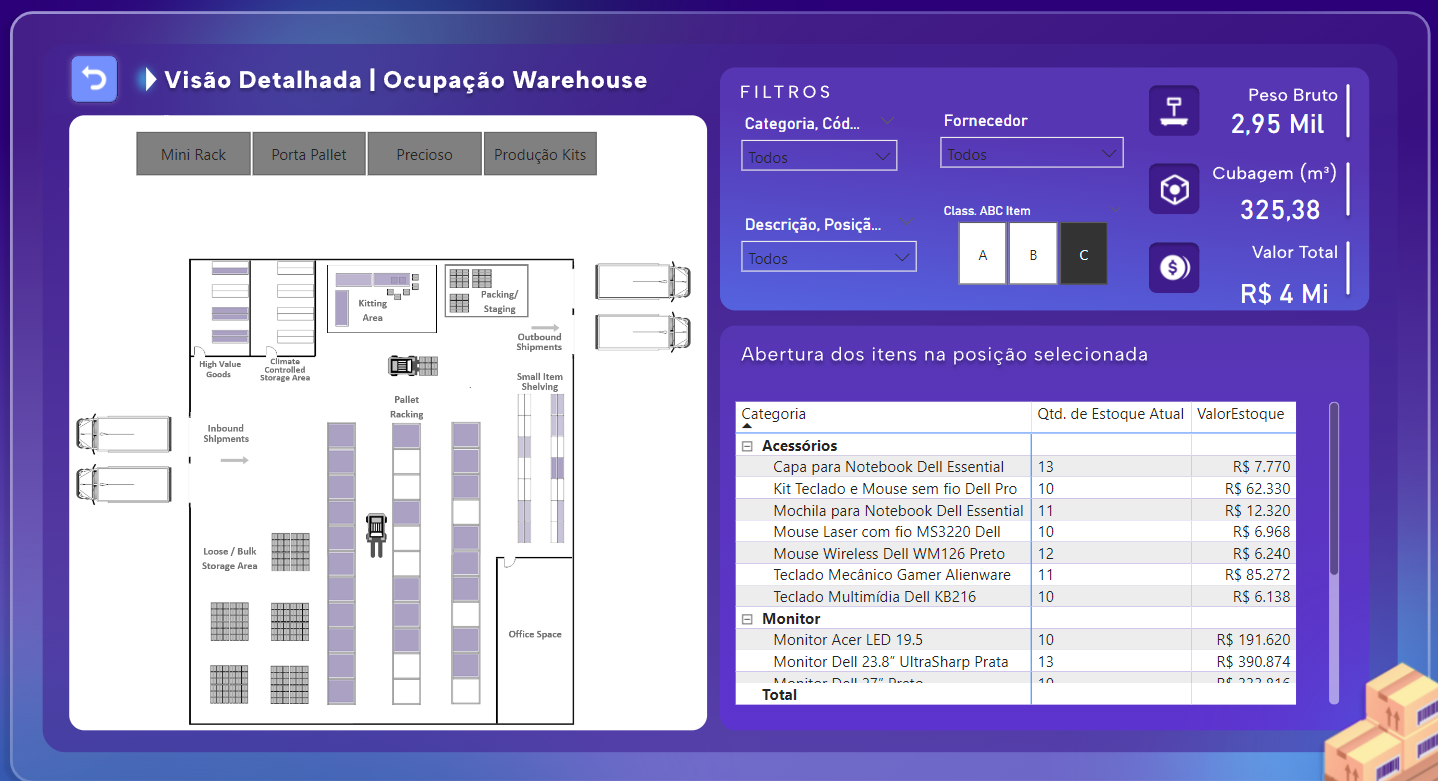 Visão Detalhada | Ocupação Warehouse
Mini Rack
Porta Pallet
Precioso
Produção Kits
Kitting
Area
Packing/
Staging
Outbound
Shipments
High Value
Goods
Climate
Controlled
Storage Area
Small Item
Shelving
Pallet
Racking
Inbound
Shipments
Loose / Bulk
Storage Area
Office Space
FILTROS
Categoria, Cód...
Todos
Fornecedor
Todos
Descrição, Posiçã...
Todos
Class. ABC Item
A
B
C
Peso Bruto
2,95 Mil
Cubagem (m³)
325,38
Valor Total
R$ 4 Mi
Abertura dos itens na posição selecionada
Categoria Qtd. de Estoque Atual ValorEstoque
Acessórios
Capa para Notebook Dell Essential 13 R$ 7.770
Kit Teclado e Mouse sem fio Dell Pro 10 R$ 62.330
Mochila para Notebook Dell Essential 11 R$ 12.320
Mouse Laser com fio MS3220 Dell 10 R$ 6.968
Mouse Wireless Dell WM126 Preto 12 R$ 6.240
Teclado Mecânico Gamer Alienware 11 R$ 85.272
Teclado Multimídia Dell KB216 10 R$ 6.138
Monitor
Monitor Acer LED 19.5 10 R$ 191.620
Monitor Dell 23.8” UltraSharp Prata 13 R$ 390.874
Monitor Dell 27” Preto 10
Total